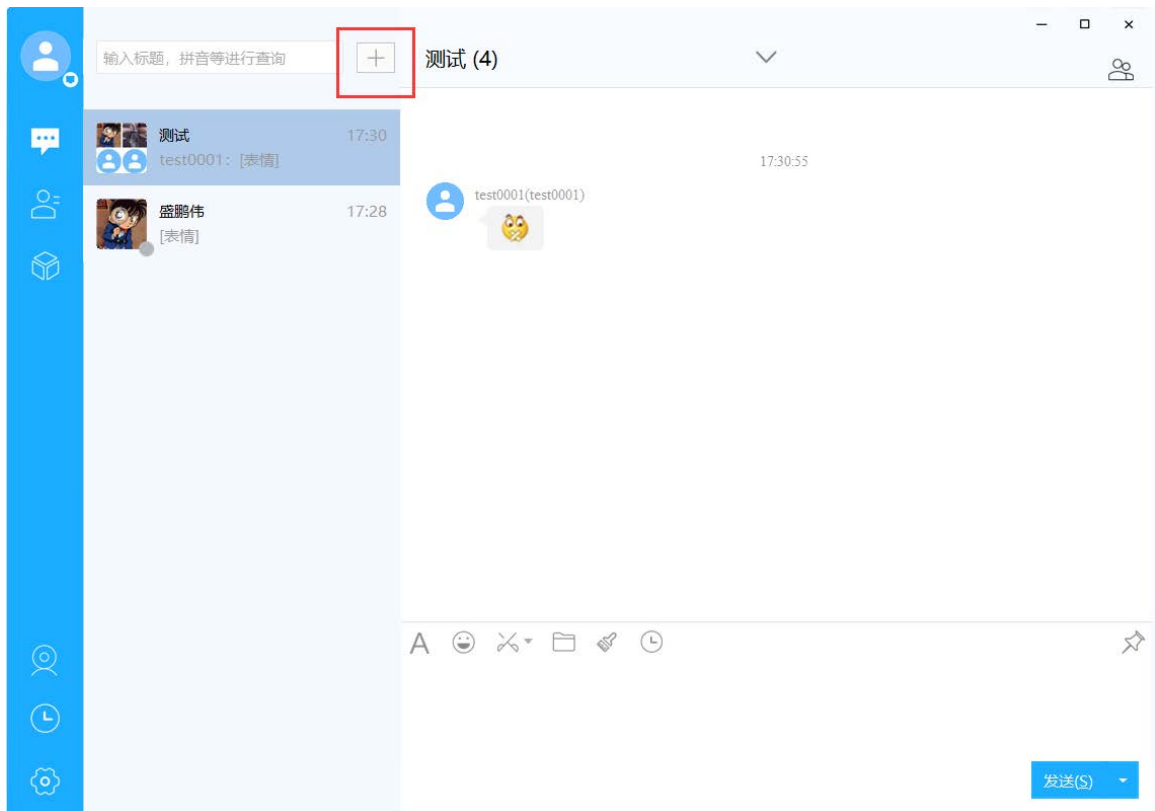 输入标题，拼音等进行查询
测试 (4)
测试
17:30
test0001：[表情]
盛鹏伟
17:28
[表情]
17:30:55
test0001(test0001)
发送(S)